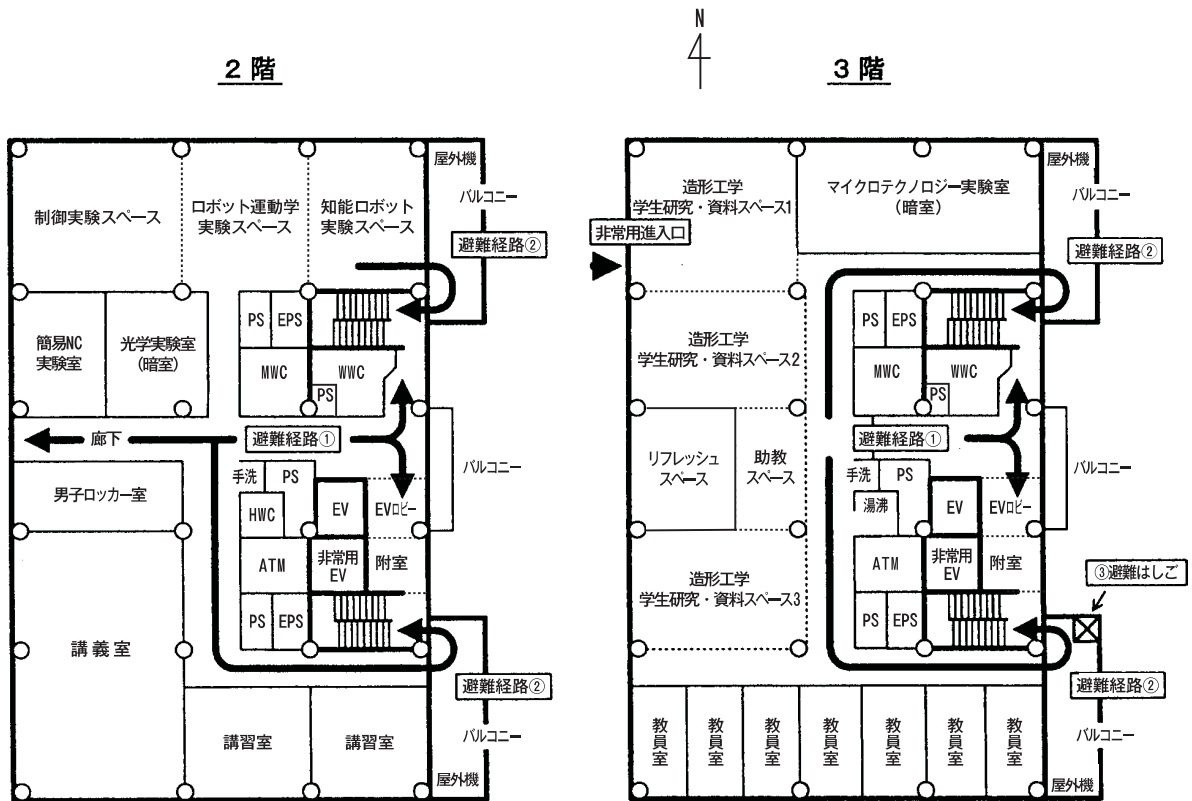 N
2階
屋外機
バルコニー
制御実験スペース
ロボット運動学
実験スペース
知能ロボット
実験スペース
避難経路②
簡易NC
実験室
光学実験室
(暗室)
PS
EPS
MWC
WWC
PS
廊下
避難経路①
バルコニー
男子ロッカー室
手洗
PS
HWC
EV
EVロビー
ATM
非常用
EV
附室
PS
EPS
講義室
避難経路②
講習室
講習室
バルコニー
屋外機
3階
屋外機
バルコニー
造形工学
学生研究・資料スペース1
マイクロテクノロジー実験室
(暗室)
非常用進入口
避難経路②
造形工学
学生研究・資料スペース2
PS
EPS
MWC
WWC
PS
避難経路①
バルコニー
リフレッシュ
スペース
助教
スペース
手洗
PS
湯沸
EV
EVロビー
造形工学
学生研究・資料スペース3
ATM
非常用
EV
附室
③避難はしご
PS
EPS
避難経路②
教員室
教員室
教員室
教員室
教員室
教員室
教員室
バルコニー
屋外機